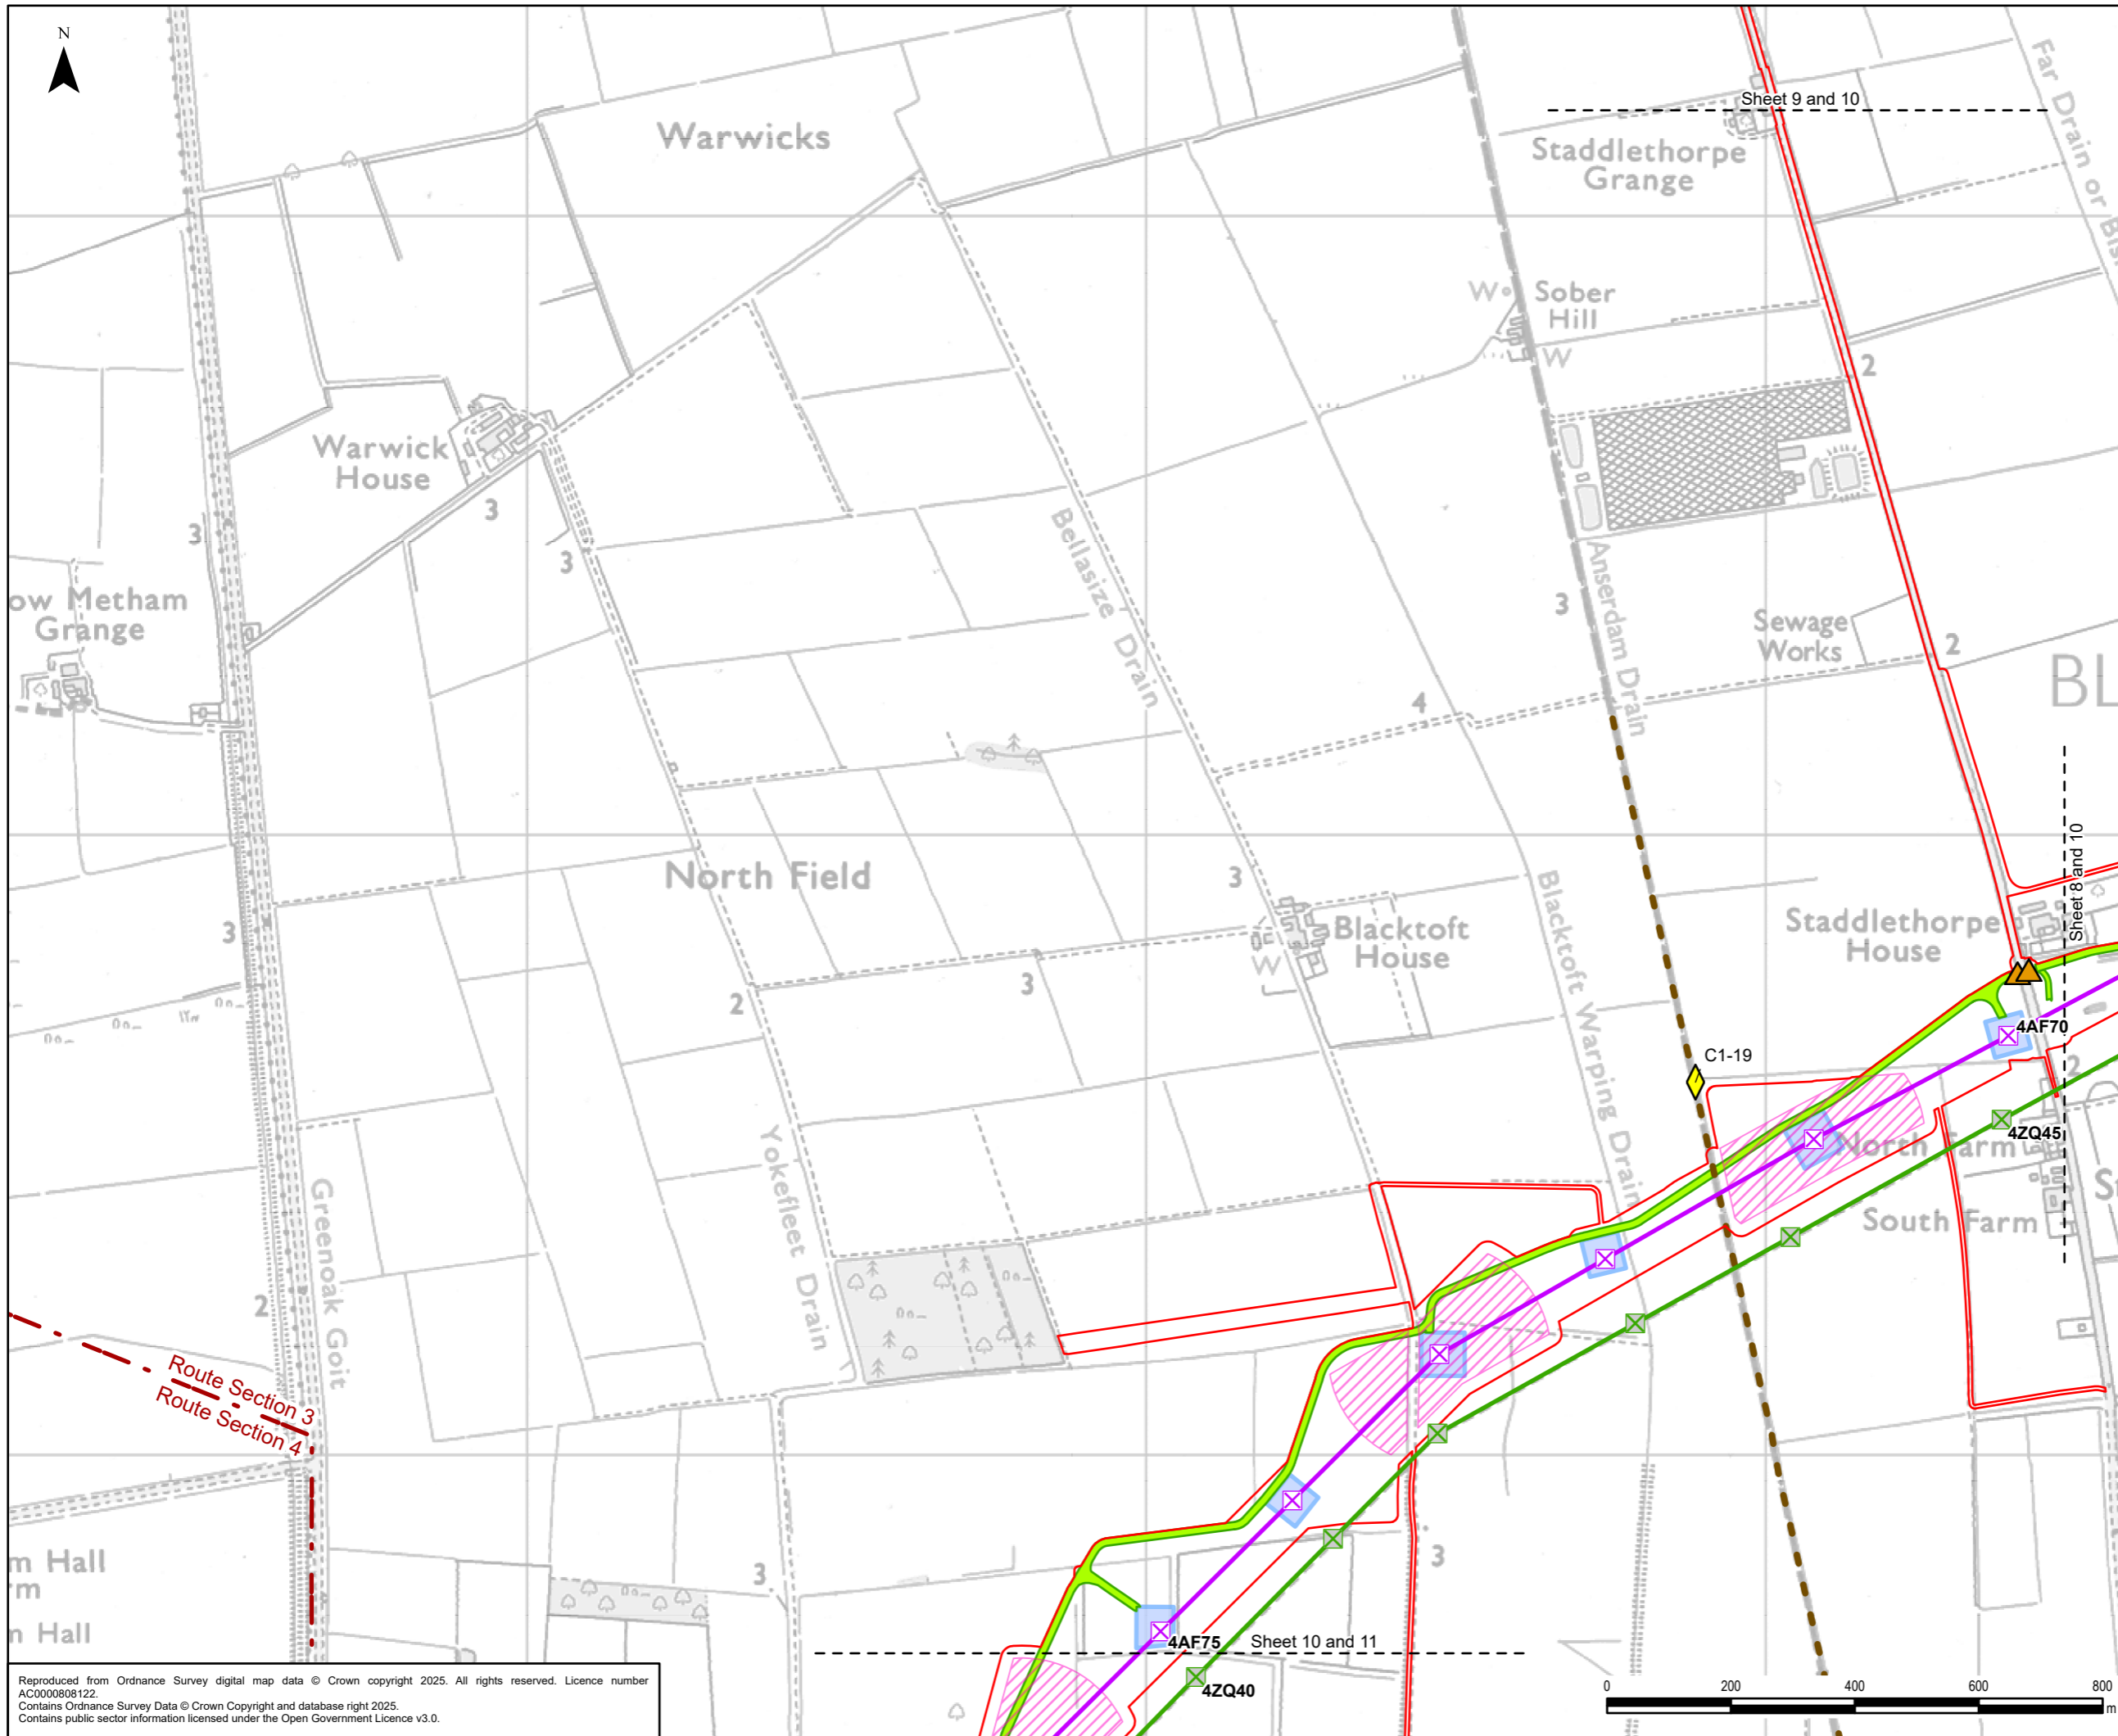 N
Sheet 9 and 10
Far Drain or Bis
Warwicks
Staddlethorpe
Grange
W
Sober
Hill
W
2
Warwick
House
3
3
3
Bellasize Drain
Anserdam Drain
3
ow Metham
Grange
Sewage
Works
2
BL
4
Sheet 8 and 10
North Field
3
Blacktoft
House
W
Blacktoft Warping Drain
Staddlethorpe
House
3
3
2
4AF70
C1-19
2
4ZQ45
North Farm
St
South Farm
Yokefleet Drain
Greenoak Goit
2
Route Section 3
Route Section 4
3
3
m Hall
rm
m Hall
4AF75
Sheet 10 and 11
4ZQ40
0 200 400 600 800
m
Reproduced from Ordnance Survey digital map data © Crown copyright 2025. All rights reserved. Licence number
AC0000808122.
Contains Ordnance Survey Data © Crown Copyright and database right 2025.
Contains public sector information licensed under the Open Government Licence v3.0.